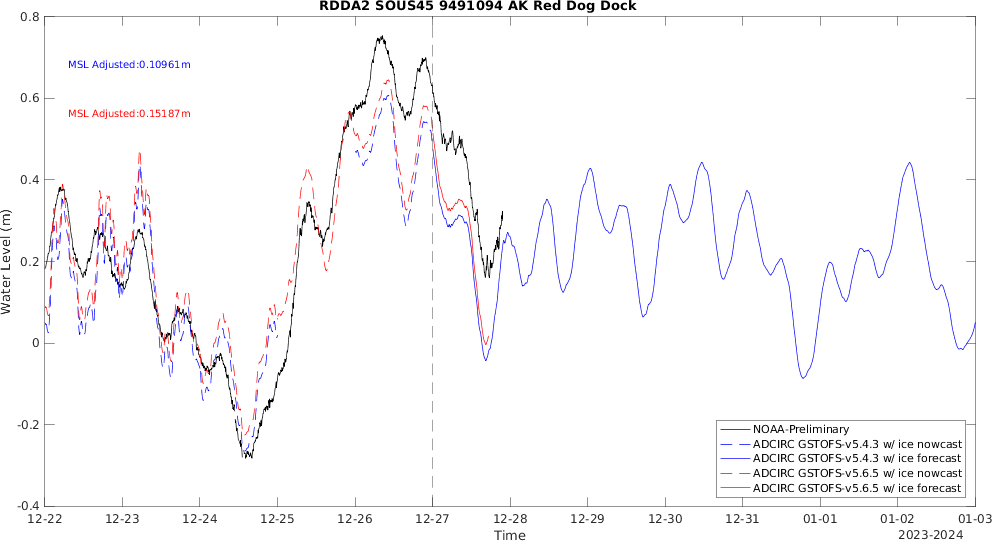 RDDA2 SOUS45 9491094 AK Red Dog Dock
0.8
MSL Adjusted:0.10961m
0.6
MSL Adjusted:0.15187m
0.4
Water Level (m)
0.2
0
-0.2
NOAA-Preliminary
ADCIRC GSTOFS-v5.4.3 w/ ice nowcast
ADCIRC GSTOFS-v5.4.3 w/ ice forecast
ADCIRC GSTOFS-v5.6.5 w/ ice nowcast
ADCIRC GSTOFS-v5.6.5 w/ ice forecast
-0.4
12-22 12-23 12-24 12-25 12-26 12-27 12-28 12-29 12-30 12-31 01-01 01-02 01-03
Time 2023-2024